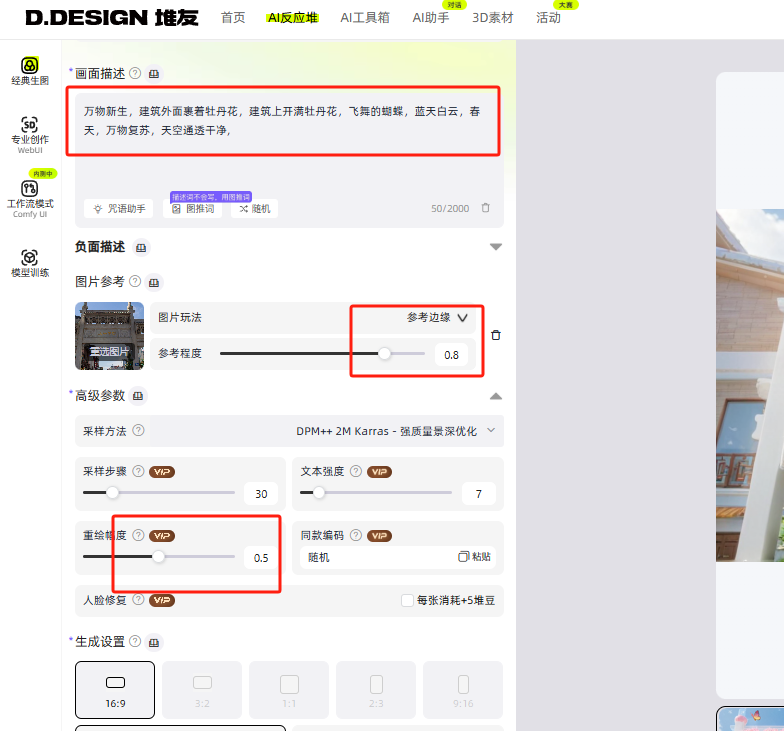 D.DESIGN 堆友
首页
AI反应堆
AI工具箱
AI助手
对话
3D素材
活动
大赛
经典生图
SD
专业创作
WebUI
内测中
工作流模式
Comfy UI
模型训练
*画面描述
万物新生，建筑外面裹着牡丹花，建筑上开满牡丹花，飞舞的蝴蝶，蓝天白云，春
天，万物复苏，天空通透干净，
描述词不会写，用图推词
咒语助手
图推词
随机
50/2000
负面描述
图片参考
重选图片
图片玩法
参考边缘
参考程度
0.8
*高级参数
采样方法
DPM++ 2M Karras - 强质量景深优化
采样步骤 VIP
30
文本强度 VIP
7
重绘幅度 VIP
0.5
同款编码 VIP
随机
粘贴
人脸修复 VIP
每张消耗+5堆豆
*生成设置
16:9
3:2
1:1
2:3
9:16